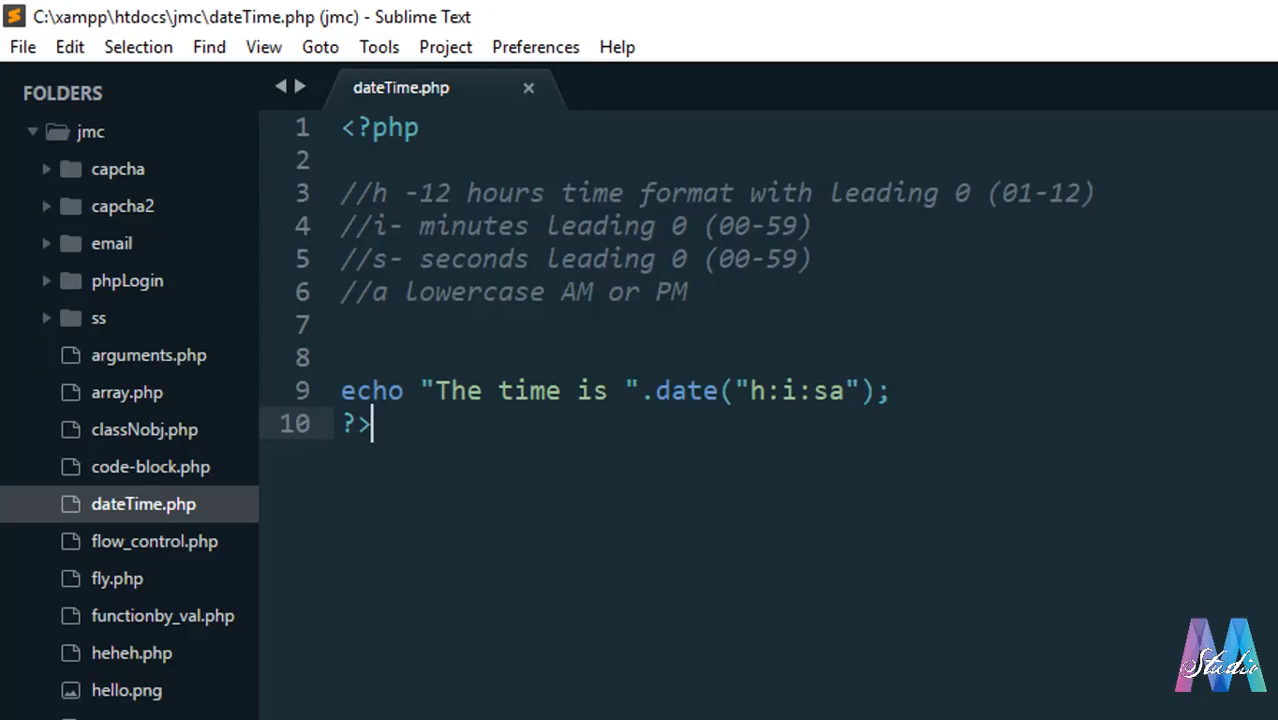 C:\xampp\htdocs\jmc\dateTime.php (jmc) - Sublime Text
File Edit Selection Find View Goto Tools Project Preferences Help
FOLDERS
jmc
capcha
capcha2
email
phpLogin
ss
arguments.php
array.php
classNobj.php
code-block.php
dateTime.php
flow_control.php
fly.php
functionby_val.php
heheh.php
hello.png
dateTime.php ×
1 <?php
2
3 //h -12 hours time format with leading 0 (01-12)
4 //i- minutes leading 0 (00-59)
5 //s- seconds leading 0 (00-59)
6 //a lowercase AM or PM
7
8
9 echo "The time is ".date("h:i:sa");
10 ?>
M
Studio